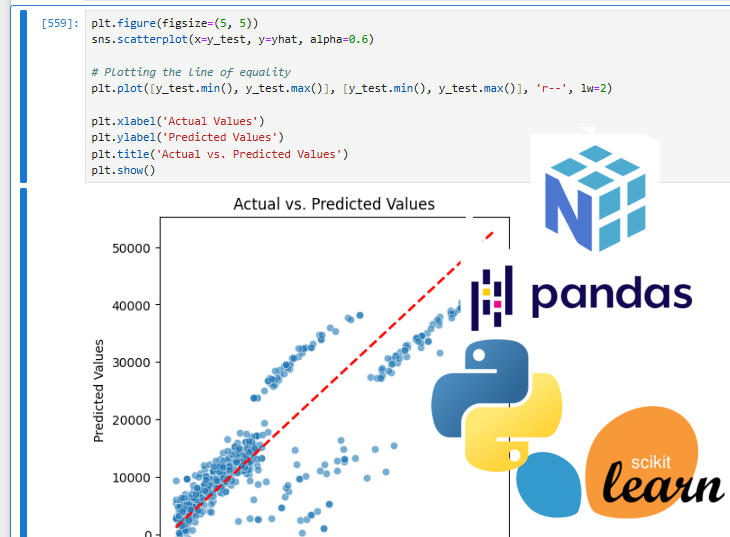 [559]: plt.figure(figsize=(5, 5))
sns.scatterplot(x=y_test, y=yhat, alpha=0.6)
# Plotting the line of equality
plt.plot([y_test.min(), y_test.max()], [y_test.min(), y_test.max()], 'r--', lw=2)
plt.xlabel('Actual Values')
plt.ylabel('Predicted Values')
plt.title('Actual vs. Predicted Values')
plt.show()
Actual vs. Predicted Values
50000
40000
30000
20000
10000
0
Predicted Values
N
pandas
scikit
learn